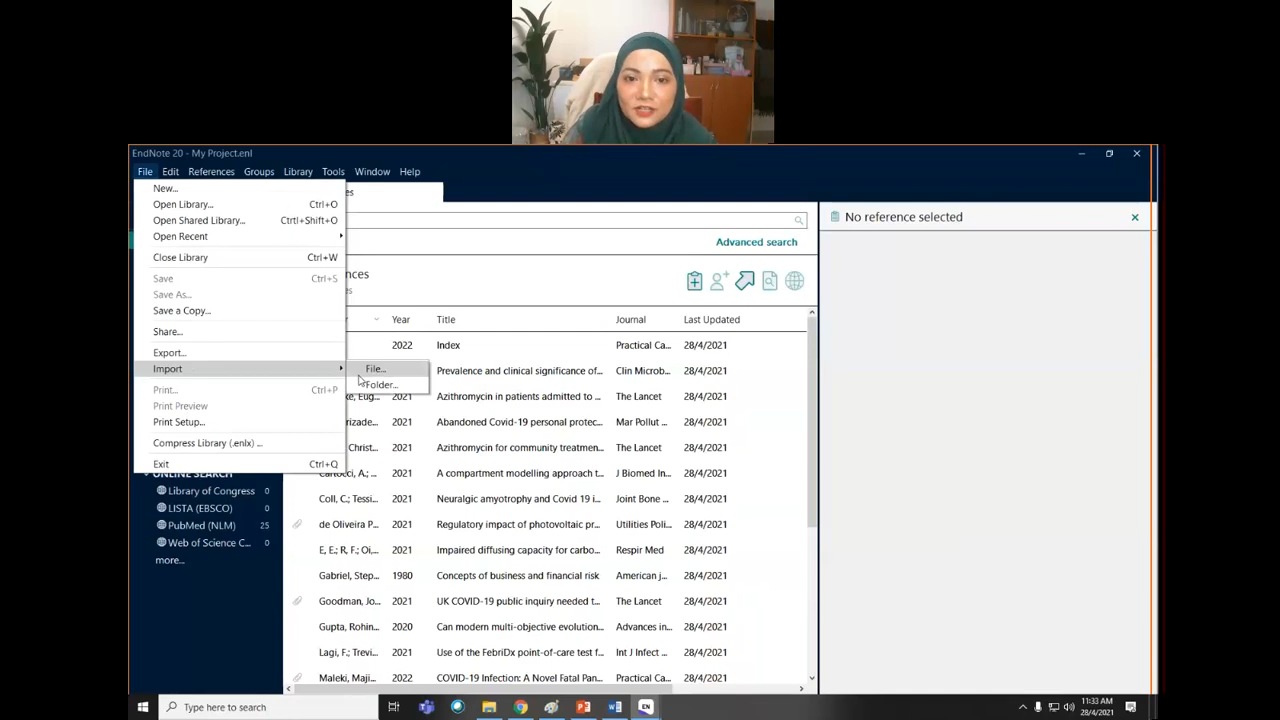 EndNote 20 - My Project.enl
File Edit References Groups Library Tools Window Help
New...
Open Library... Ctrl+O
Open Shared Library... Ctrtl+Shift+O
Open Recent
Close Library Ctrl+W
Save Ctrl+S
Save As...
Save a Copy...
Share...
Export...
Import
Print... Ctrl+P
Print Preview
Print Setup...
Compress Library (.enlx) ...
Exit Ctrl+Q
File...
Folder...
ONLINE SEARCH
Library of Congress 0
LISTA (EBSCO) 0
PubMed (NLM) 25
Web of Science C... 0
more...
Advanced search
Year Title Journal Last Updated
2022 Index Practical Ca... 28/4/2021
Prevalence and clinical significance of... Clin Microb... 28/4/2021
2021 Azithromycin in patients admitted to ... The Lancet 28/4/2021
2021 Abandoned Covid-19 personal protec... Mar Pollut ... 28/4/2021
Christ... 2021 Azithromycin for community treatmen... The Lancet 28/4/2021
Cartocci, A.; ... 2021 A compartment modelling approach t... J Biomed In... 28/4/2021
Coll, C.; Tessi... 2021 Neuralgic amyotrophy and Covid 19 i... Joint Bone ... 28/4/2021
de Oliveira P... 2021 Regulatory impact of photovoltaic pr... Utilities Poli... 28/4/2021
E, E.; R, F.; Oi,... 2021 Impaired diffusing capacity for carbo... Respir Med 28/4/2021
Gabriel, Step... 1980 Concepts of business and financial risk American j... 28/4/2021
Goodman, Jo... 2021 UK COVID-19 public inquiry needed t... The Lancet 28/4/2021
Gupta, Rohin... 2020 Can modern multi-objective evolution... Advances in... 28/4/2021
Lagi, F.; Trevi... 2021 Use of the FebriDx point-of-care test f... Int J Infect ... 28/4/2021
Maleki, Maji... 2022 COVID-19 Infection: A Novel Fatal Pan... Practical Ca... 28/4/2021
No reference selected
Type here to search
11:33 AM
28/4/2021